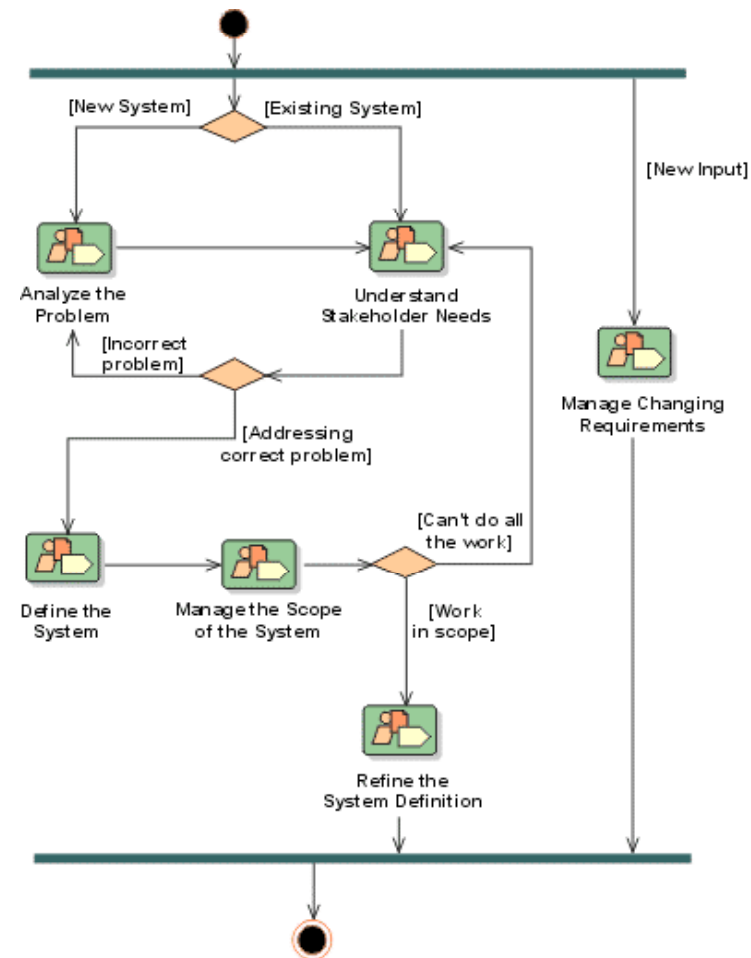 [New System]
[Existing System]
[New Input]
Analyze the
Problem
Understand
Stakeholder Needs
[Incorrect
problem]
Manage Changing
Requirements
[Addressing
correct problem]
[Can't do all
the work]
Define the
System
Manage the Scope
of the System
[Work
in scope]
Refine the
System Definition